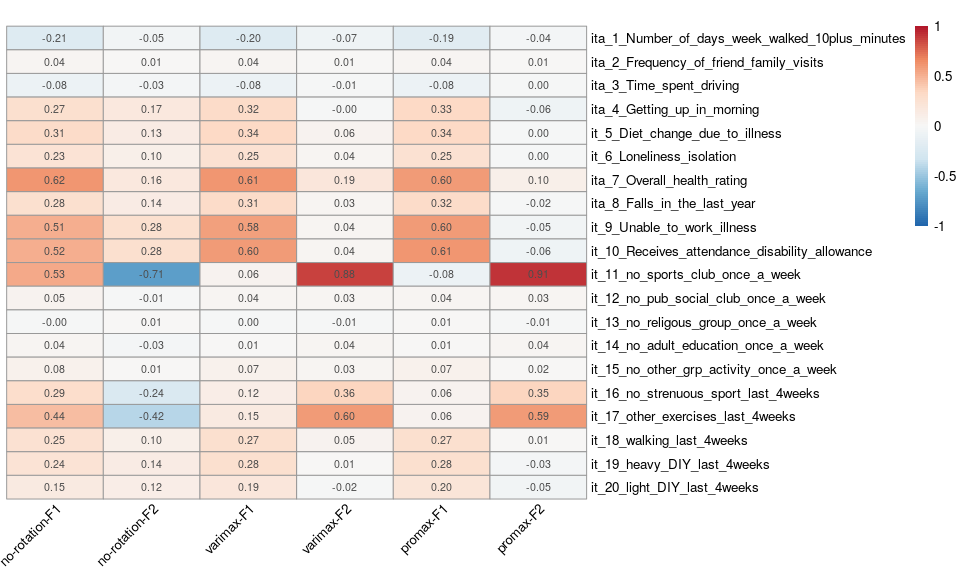 -0.21 -0.05 -0.20 -0.07 -0.19 -0.04 ita_1_Number_of_days_week_walked_10plus_minutes
0.04 0.01 0.04 0.01 0.04 0.01 ita_2_Frequency_of_friend_family_visits
-0.08 -0.03 -0.08 -0.01 -0.08 0.00 ita_3_Time_spent_driving
0.27 0.17 0.32 -0.00 0.33 -0.06 ita_4_Getting_up_in_morning
0.31 0.13 0.34 0.06 0.34 0.00 it_5_Diet_change_due_to_illness
0.23 0.10 0.25 0.04 0.25 0.00 it_6_Loneliness_isolation
0.62 0.16 0.61 0.19 0.60 0.10 ita_7_Overall_health_rating
0.28 0.14 0.31 0.03 0.32 -0.02 ita_8_Falls_in_the_last_year
0.51 0.28 0.58 0.04 0.60 -0.05 it_9_Unable_to_work_illness
0.52 0.28 0.60 0.04 0.61 -0.06 it_10_Receives_attendance_disability_allowance
0.53 -0.71 0.06 0.88 -0.08 0.91 it_11_no_sports_club_once_a_week
0.05 -0.01 0.04 0.03 0.04 0.03 it_12_no_pub_social_club_once_a_week
-0.00 0.01 0.00 -0.01 0.01 -0.01 it_13_no_religous_group_once_a_week
0.04 -0.03 0.01 0.04 0.01 0.04 it_14_no_adult_education_once_a_week
0.08 0.01 0.07 0.03 0.07 0.02 it_15_no_other_grp_activity_once_a_week
0.29 -0.24 0.12 0.36 0.06 0.35 it_16_no_strenuous_sport_last_4weeks
0.44 -0.42 0.15 0.60 0.06 0.59 it_17_other_exercises_last_4weeks
0.25 0.10 0.27 0.05 0.27 0.01 it_18_walking_last_4weeks
0.24 0.14 0.28 0.01 0.28 -0.03 it_19_heavy_DIY_last_4weeks
0.15 0.12 0.19 -0.02 0.20 -0.05 it_20_light_DIY_last_4weeks
no-rotation-F1 no-rotation-F2 varimax-F1 varimax-F2 promax-F1 promax-F2
1
0.5
0
-0.5
-1